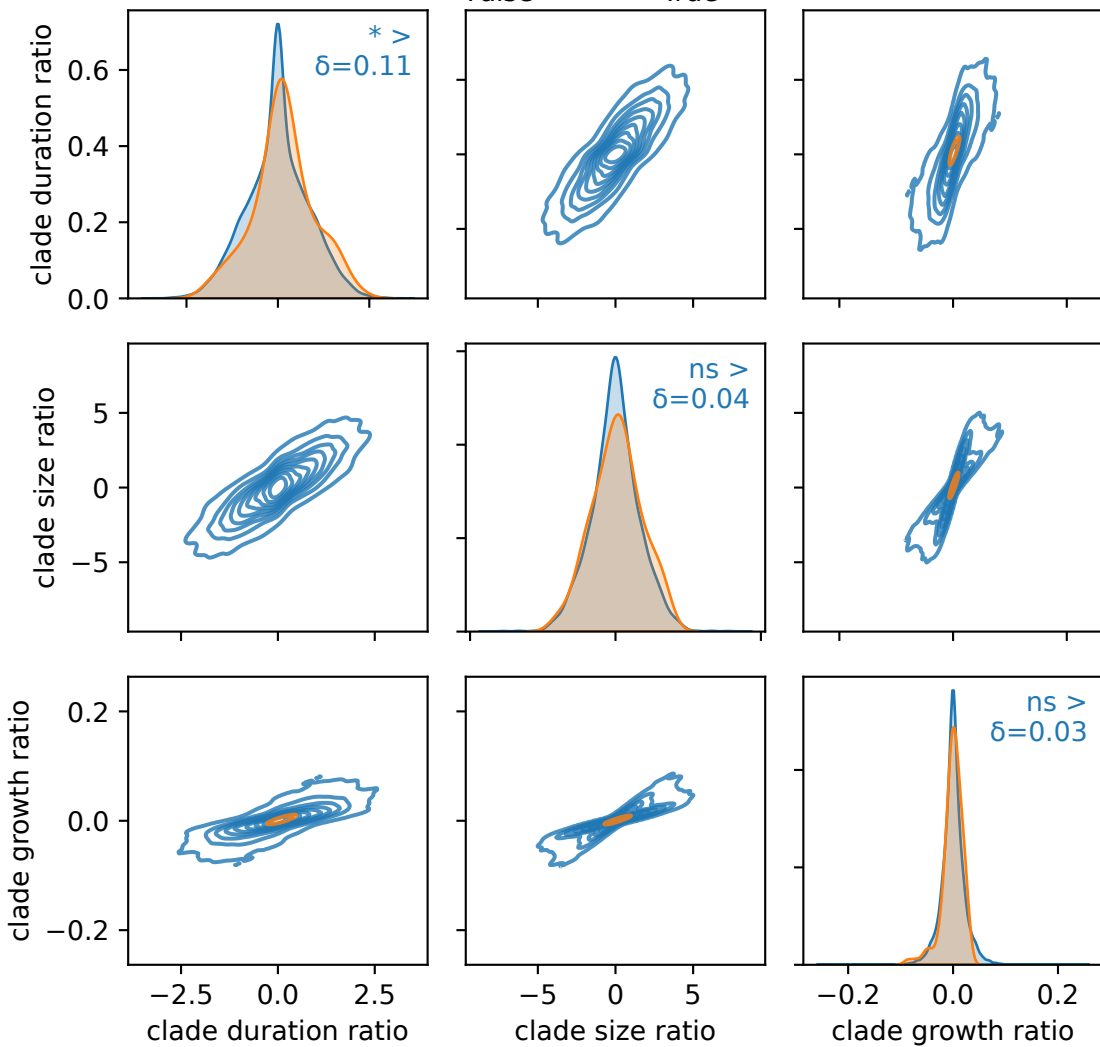 * >
δ=0.11
clade duration ratio
0.6
0.4
0.2
0.0
ns >
δ=0.04
clade size ratio
5
0
−5
ns >
δ=0.03
clade growth ratio
0.2
0.0
−0.2
−2.5 0.0 2.5
−5 0 5
−0.2 0.0 0.2
clade duration ratio
clade size ratio
clade growth ratio